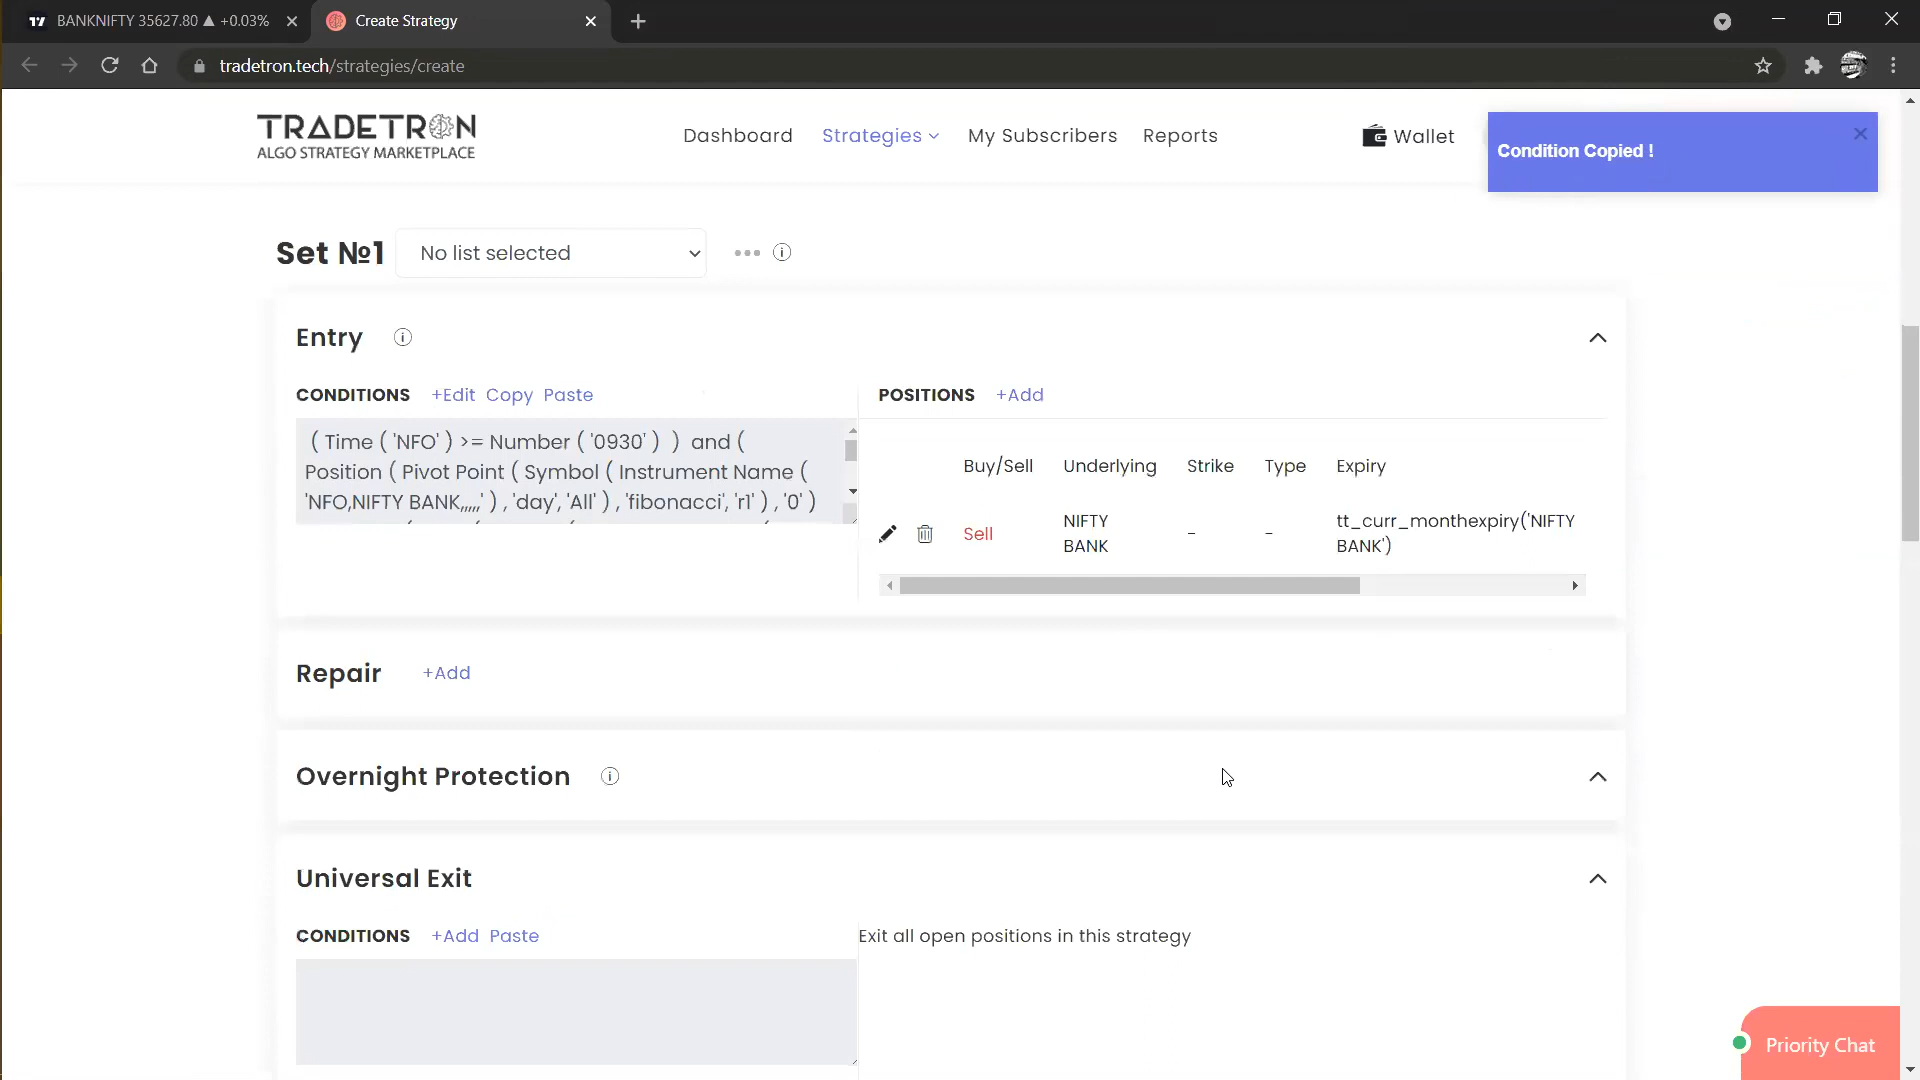 BANKNIFTY 35627.80 ▲ +0.03%
Create Strategy
tradetron.tech/strategies/create
TRADETRON
ALGO STRATEGY MARKETPLACE
Dashboard Strategies My Subscribers Reports Wallet
Condition Copied !
Set №1 No list selected
Entry
CONDITIONS +Edit Copy Paste
POSITIONS +Add
( Time ( 'NFO' ) >= Number ( '0930' ) ) and (
Position ( Pivot Point ( Symbol ( Instrument Name (
'NFO,NIFTY BANK,,,,,' ) , 'day', 'All' ) , 'fibonacci', 'r1' ) , '0' )
Buy/Sell Underlying Strike Type Expiry
Sell NIFTY BANK - - tt_curr_monthexpiry('NIFTY BANK')
Repair +Add
Overnight Protection
Universal Exit
CONDITIONS +Add Paste
Exit all open positions in this strategy
Priority Chat